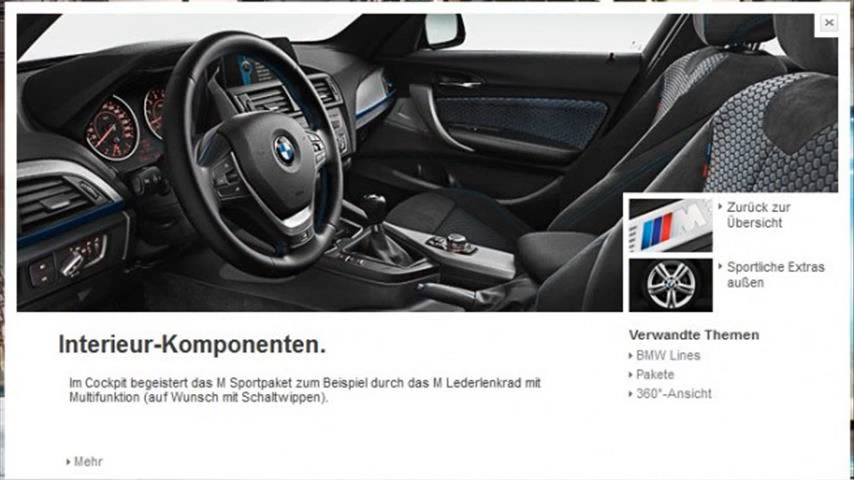 Zurück zur
Übersicht
Sportliche Extras
außen
Interieur-Komponenten.
Im Cockpit begeistert das M Sportpaket zum Beispiel durch das M Lederlenkrad mit
Multifunktion (auf Wunsch mit Schaltwippen).
Mehr
Verwandte Themen
BMW Lines
Pakete
360°-Ansicht